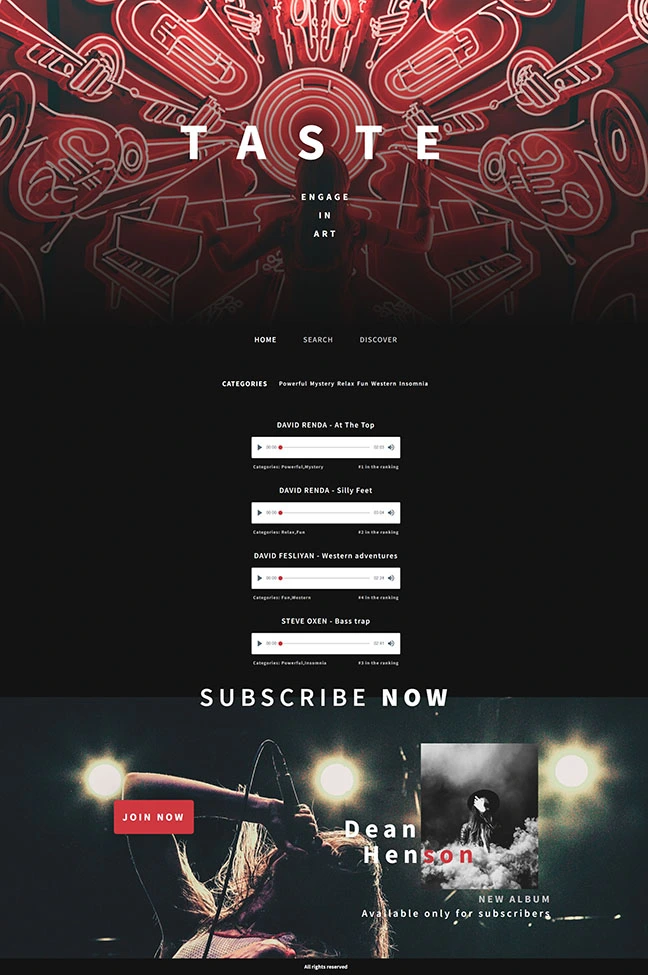 TASTE
ENGAGE
IN
ART
HOME SEARCH DISCOVER
CATEGORIES Powerful Mystery Relax Fun Western Insomnia
DAVID RENDA - At The Top
00:00 02:03
Categories: Powerful,Mystery #1 in the ranking
DAVID RENDA - Silly Feet
00:00 03:04
Categories: Relax,Fun #2 in the ranking
DAVID FESLIYAN - Western adventures
00:00 02:04
Categories: Fun,Western #4 in the ranking
STEVE OXEN - Bass trap
00:00 02:41
Categories: Powerful,Insomnia #3 in the ranking
SUBSCRIBE NOW
JOIN NOW
Dean
Henson
NEW ALBUM
Available only for subscribers
All rights reserved